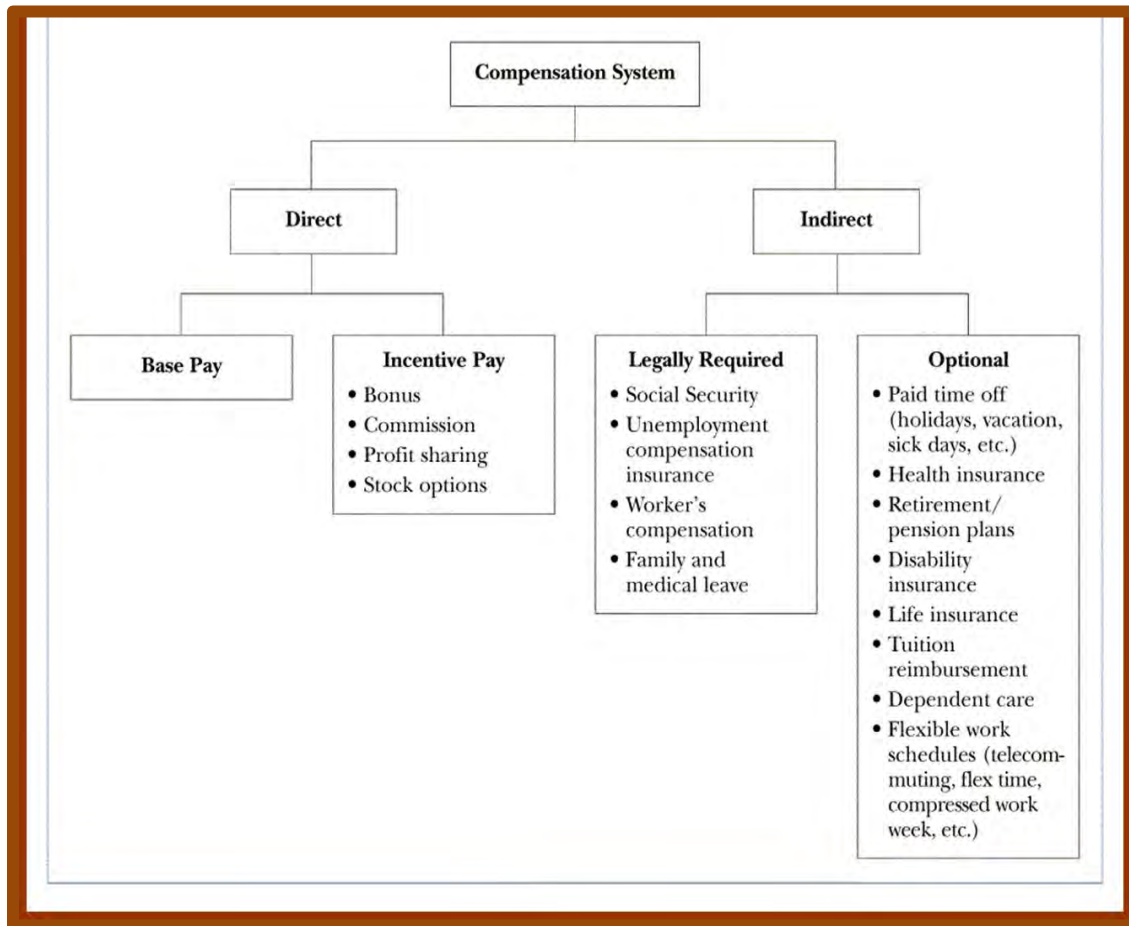 Compensation System
Direct
Indirect
Base Pay
Incentive Pay
• Bonus
• Commission
• Profit sharing
• Stock options
Legally Required
• Social Security
• Unemployment
compensation
insurance
• Worker's
compensation
• Family and
medical leave
Optional
• Paid time off
(holidays, vacation,
sick days, etc.)
• Health insurance
• Retirement/
pension plans
• Disability
insurance
• Life insurance
• Tuition
reimbursement
• Dependent care
• Flexible work
schedules (telecom-
muting, flex time,
compressed work
week, etc.)